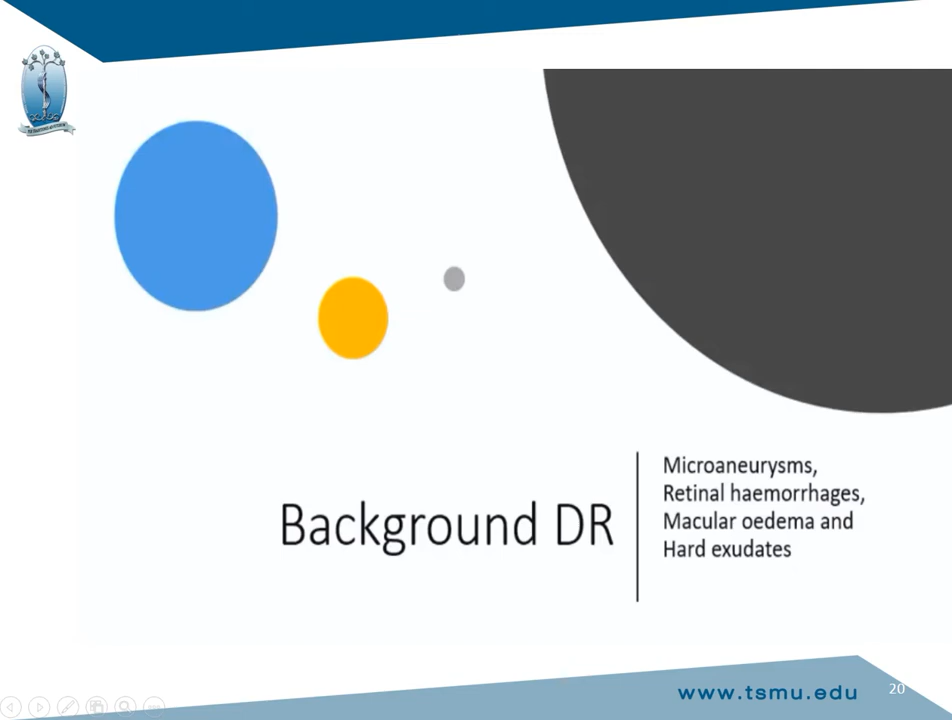 Background DR
Microaneurysms,
Retinal haemorrhages,
Macular oedema and
Hard exudates
www.tsmu.edu
20